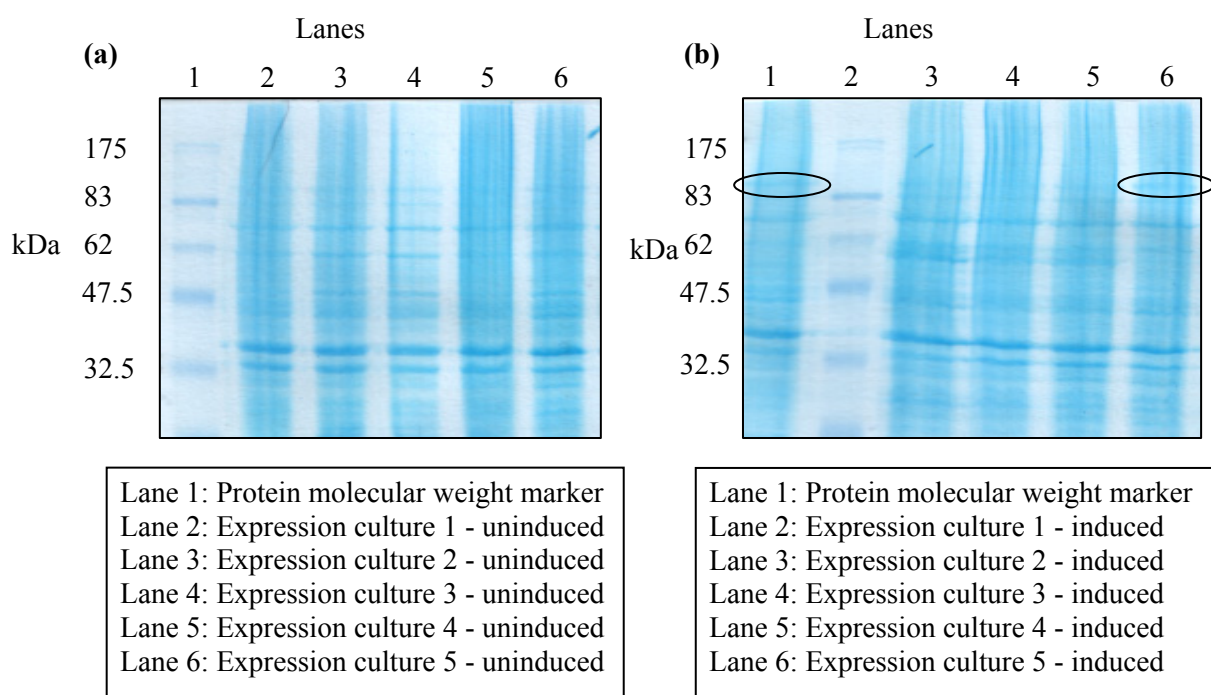 Lanes
Lanes
(a)
(b)
1 2 3 4 5 6
1 2 3 4 5 6
175
83
kDa
62
47.5
32.5
175
83
kDa
62
47.5
32.5
Lane 1: Protein molecular weight marker
Lane 2: Expression culture 1 - uninduced
Lane 3: Expression culture 2 - uninduced
Lane 4: Expression culture 3 - uninduced
Lane 5: Expression culture 4 - uninduced
Lane 6: Expression culture 5 - uninduced
Lane 1: Protein molecular weight marker
Lane 2: Expression culture 1 - induced
Lane 3: Expression culture 2 - induced
Lane 4: Expression culture 3 - induced
Lane 5: Expression culture 4 - induced
Lane 6: Expression culture 5 - induced